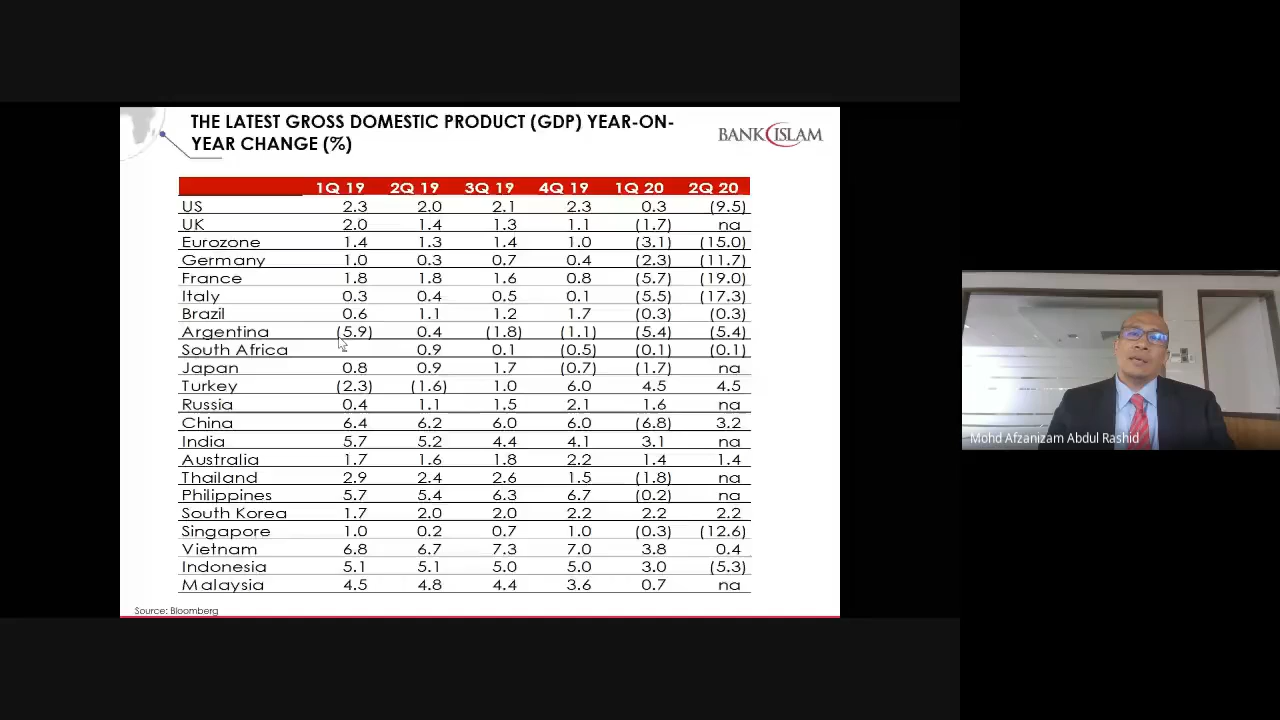 THE LATEST GROSS DOMESTIC PRODUCT (GDP) YEAR-ON-
YEAR CHANGE (%)
BANK ISLAM
1Q 19 2Q 19 3Q 19 4Q 19 1Q 20 2Q 20
US 2.3 2.0 2.1 2.3 0.3 (9.5)
UK 2.0 1.4 1.3 1.1 (1.7) na
Eurozone 1.4 1.3 1.4 1.0 (3.1) (15.0)
Germany 1.0 0.3 0.7 0.4 (2.3) (11.7)
France 1.8 1.8 1.6 0.8 (5.7) (19.0)
Italy 0.3 0.4 0.5 0.1 (5.5) (17.3)
Brazil 0.6 1.1 1.2 1.7 (0.3) (0.3)
Argentina (5.9) 0.4 (1.8) (1.1) (5.4) (5.4)
South Africa 0.9 0.1 (0.5) (0.1) (0.1)
Japan 0.8 0.9 1.7 (0.7) (1.7) na
Turkey (2.3) (1.6) 1.0 6.0 4.5 4.5
Russia 0.4 1.1 1.5 2.1 1.6 na
China 6.4 6.2 6.0 6.0 (6.8) 3.2
India 5.7 5.2 4.4 4.1 3.1 na
Australia 1.7 1.6 1.8 2.2 1.4 1.4
Thailand 2.9 2.4 2.6 1.5 (1.8) na
Philippines 5.7 5.4 6.3 6.7 (0.2) na
South Korea 1.7 2.0 2.0 2.2 2.2 2.2
Singapore 1.0 0.2 0.7 1.0 (0.3) (12.6)
Vietnam 6.8 6.7 7.3 7.0 3.8 0.4
Indonesia 5.1 5.1 5.0 5.0 3.0 (5.3)
Malaysia 4.5 4.8 4.4 3.6 0.7 na
Source: Bloomberg
Mohd Afzanizam Abdul Rashid